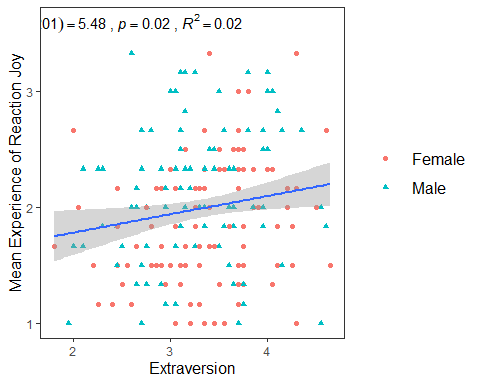 01) = 5.48 , p = 0.02 , R² = 0.02
Mean Experience of Reaction Joy
3
2
1
2
3
4
Extraversion
Female
Male